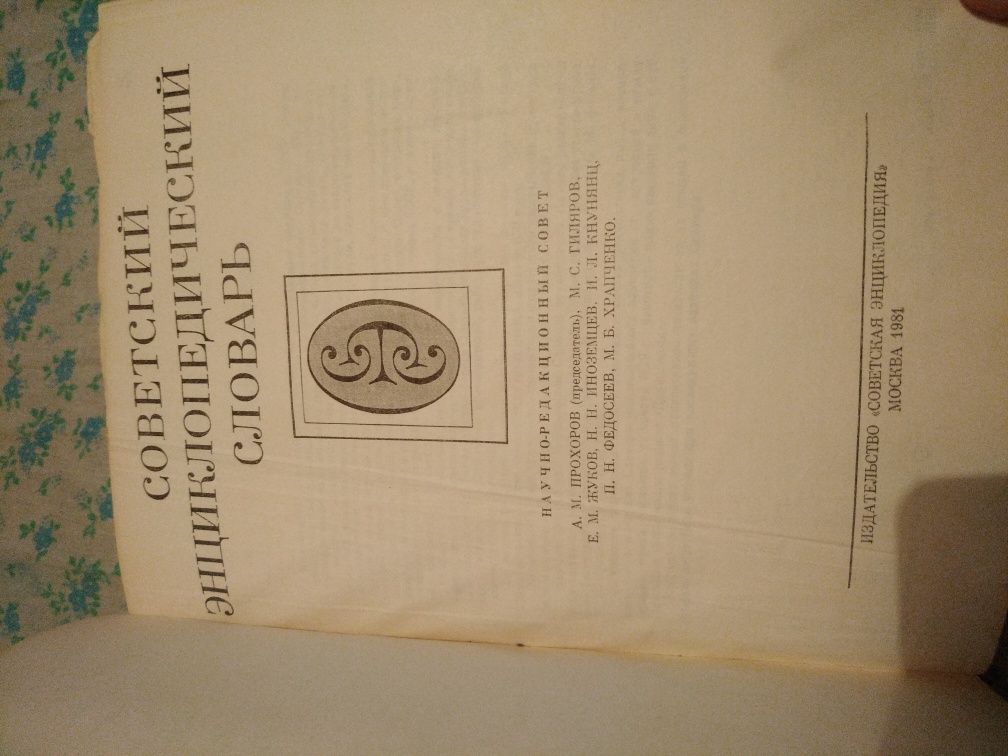 СОВЕТСКИЙ
ЭНЦИКЛОПЕДИЧЕСКИЙ
СЛОВАРЬ
НАУЧНО-РЕДАКЦИОННЫЙ СОВЕТ
А. М. ПРОХОРОВ (председатель), М. С. ГИЛЯРОВ,
Е. М. ЖУКОВ, Н. Н. ИНОЗЕМЦЕВ, И. Л. КНУНЯНЦ,
П. Н. ФЕДОСЕЕВ, М. Б. ХРАПЧЕНКО.
ИЗДАТЕЛЬСТВО «СОВЕТСКАЯ ЭНЦИКЛОПЕДИЯ»
МОСКВА 1981